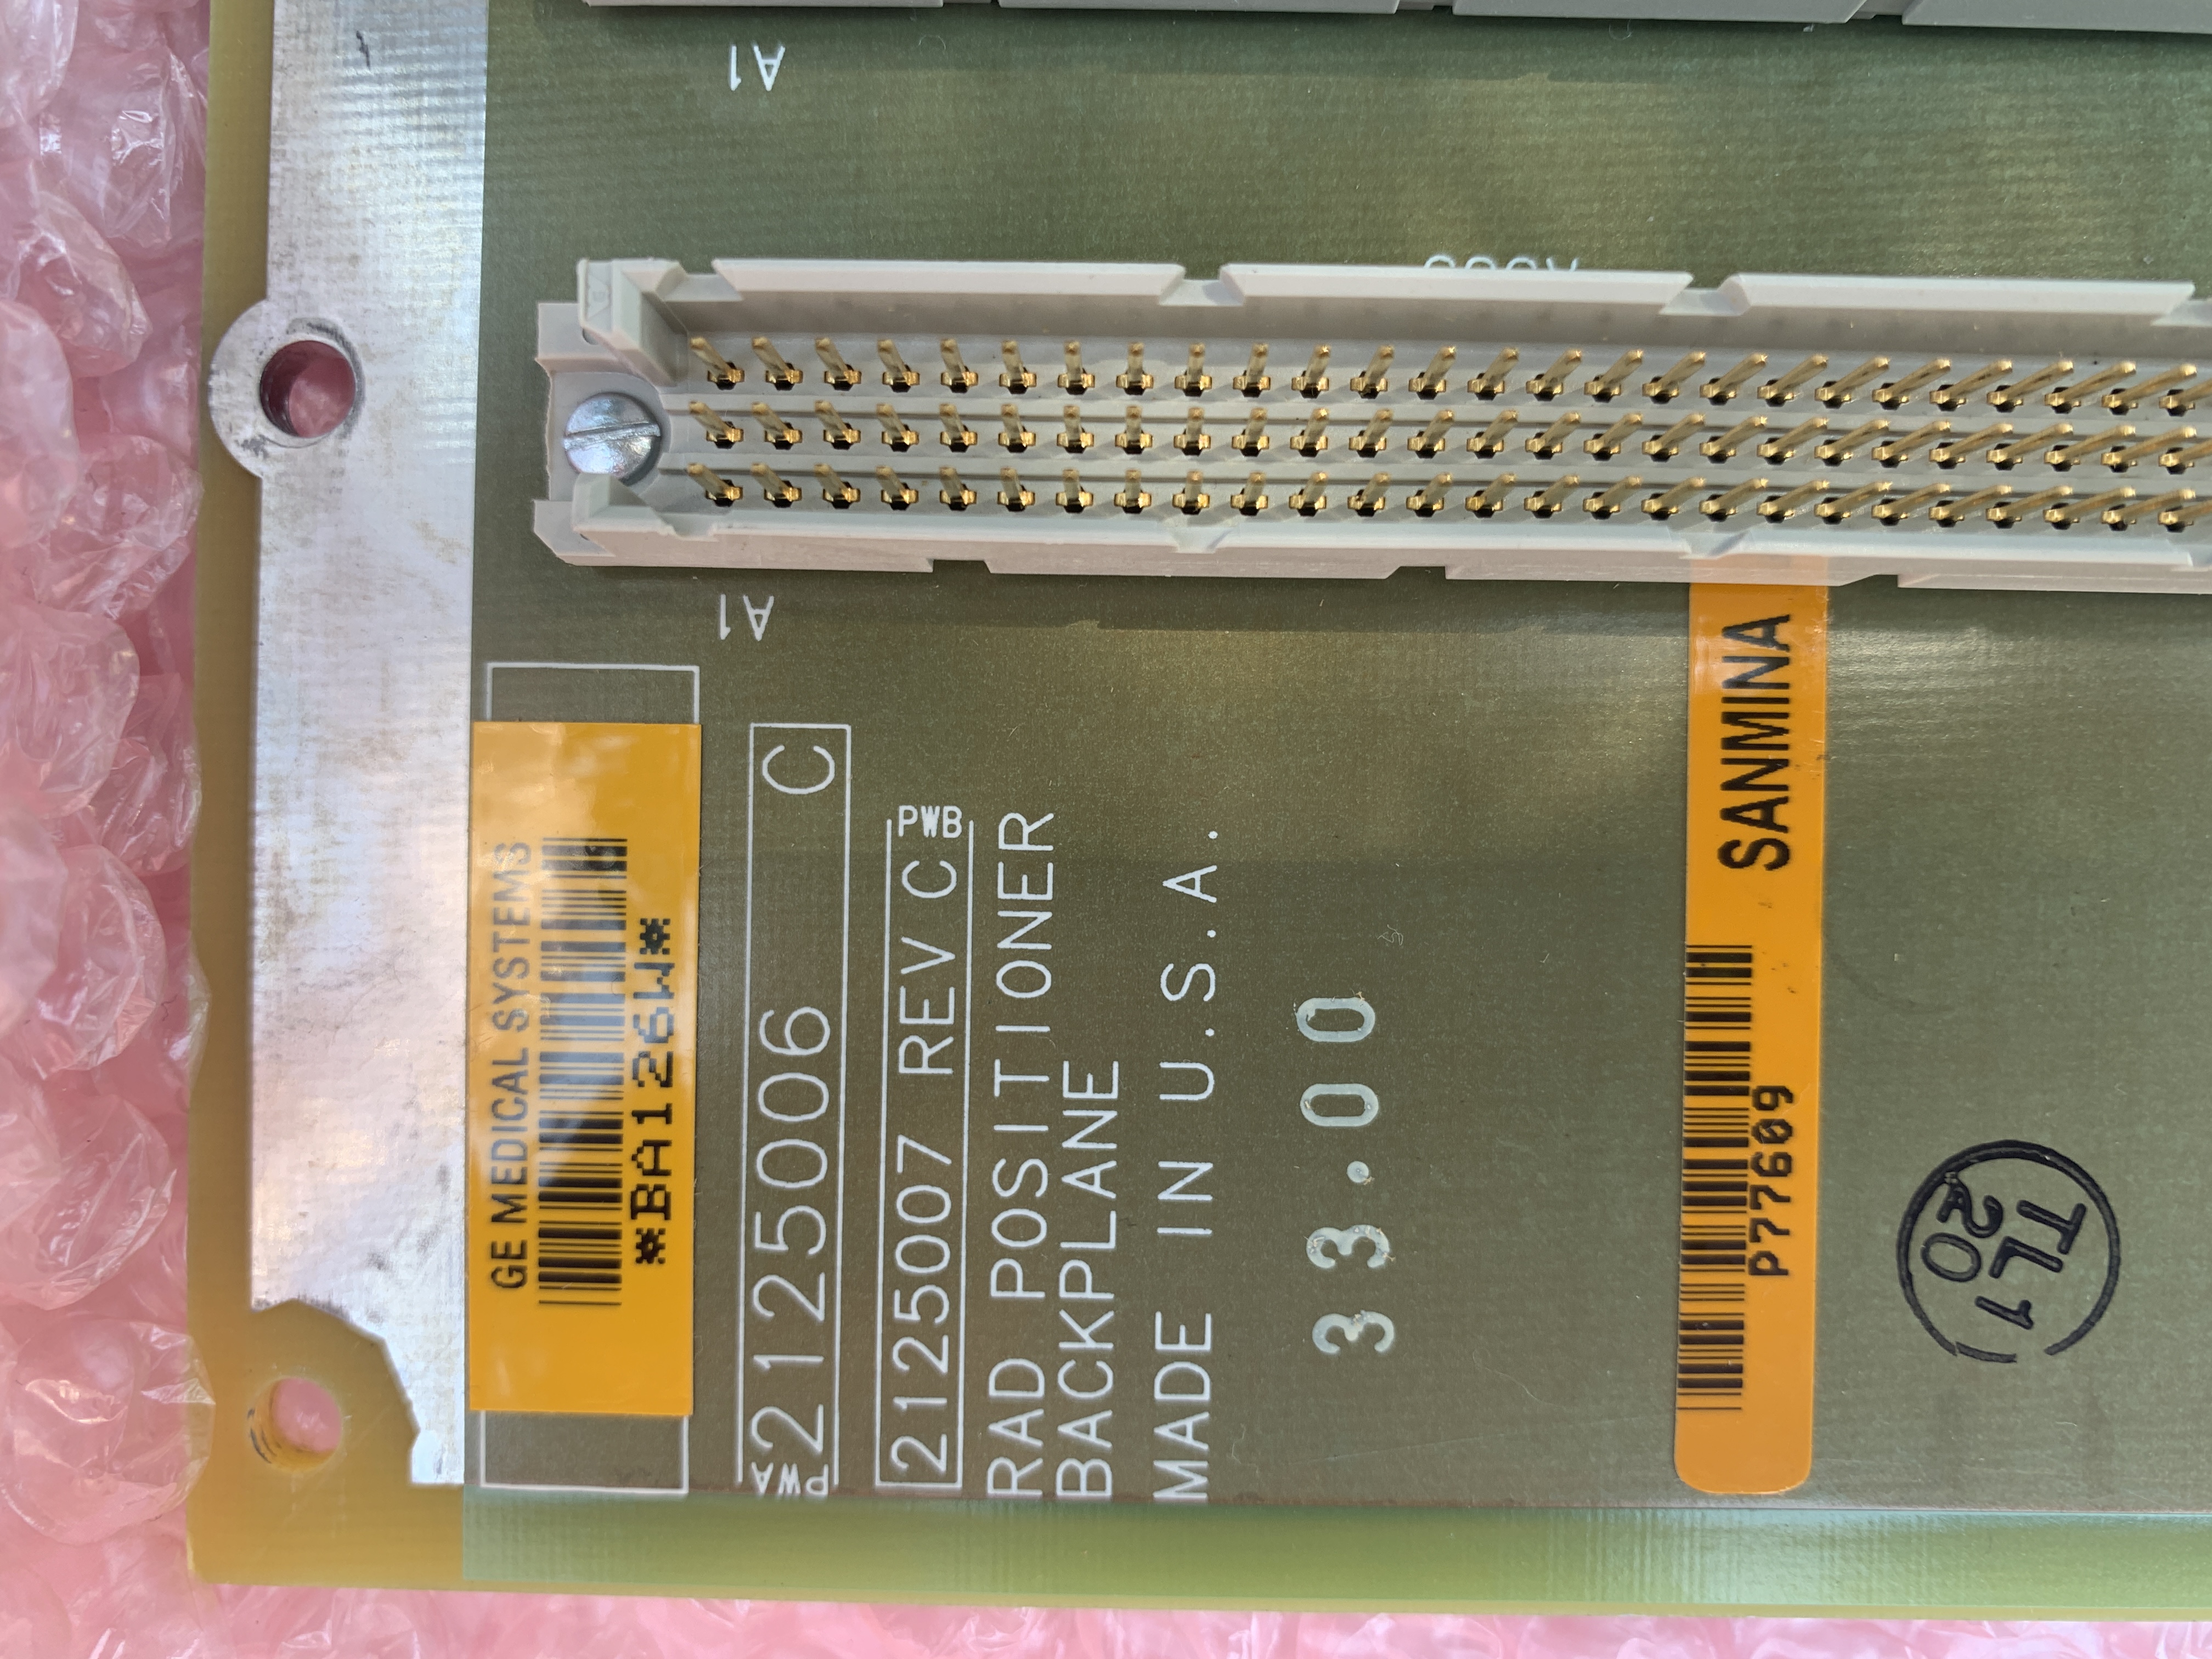 A1
A1
GE MEDICAL SYSTEMS
*BA126W*
PWA 2125006 C
2125007 REV C PWB
RAD POSITIONER
BACKPLANE
MADE IN U.S.A.
33.00
SANMINA
P77609
TL1
20